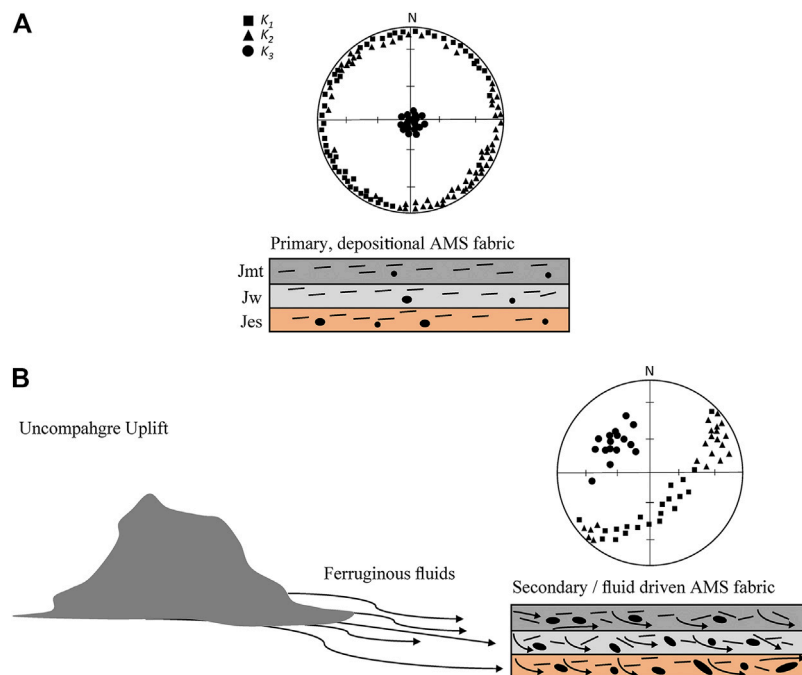 A
K1
K2
K3
N
Primary, depositional AMS fabric
Jmt
Jw
Jes
B
N
Uncompahgre Uplift
Ferruginous fluids
Secondary / fluid driven AMS fabric